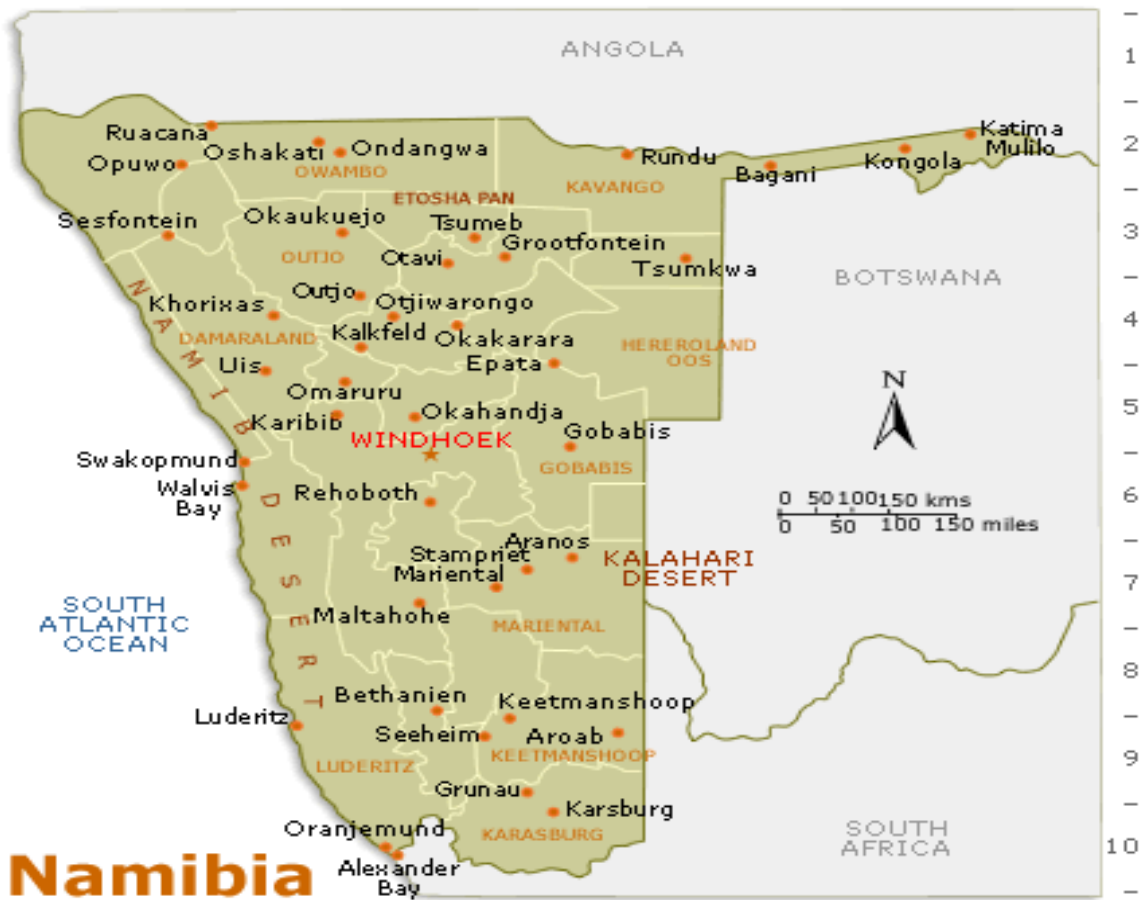 ANGOLA
1
Ruacana
Katima
Mulilo
2
Oshakati
Ondangwa
Opuwo
Rundu
Kongola
Bagani
OWAMBO
KAVANGO
ETOSHA PAN
Sesfontein
Okaukuejo
Tsumeb
3
Grootfontein
OUTJO
Otavi
Tsumkwa
BOTSWANA
NAMIB DESERT
Outjo
Otjiwarongo
Khorixas
4
DAMARALAND
Kalkfeld
Okakarara
HEREROLAND
OOS
Uis
Epata
N
Omaruru
5
Karibib
Okahandja
WINDHOEK
Gobabis
Swakopmund
GOBABIS
Walvis
Bay
Rehoboth
0 50 100 150 kms
0 50 100 150 miles
6
Aranos
Stampriet
KALAHARI
DESERT
Mariental
7
SOUTH
ATLANTIC
OCEAN
Maltahohe
MARIENTAL
8
Bethanien
Keetmanshoop
Luderitz
Seeheim
Aroab
KEETMANSHOOP
9
LUDERITZ
Grunau
Karsburg
Oranjemund
KARASBURG
SOUTH
AFRICA
10
Alexander
Bay
Namibia